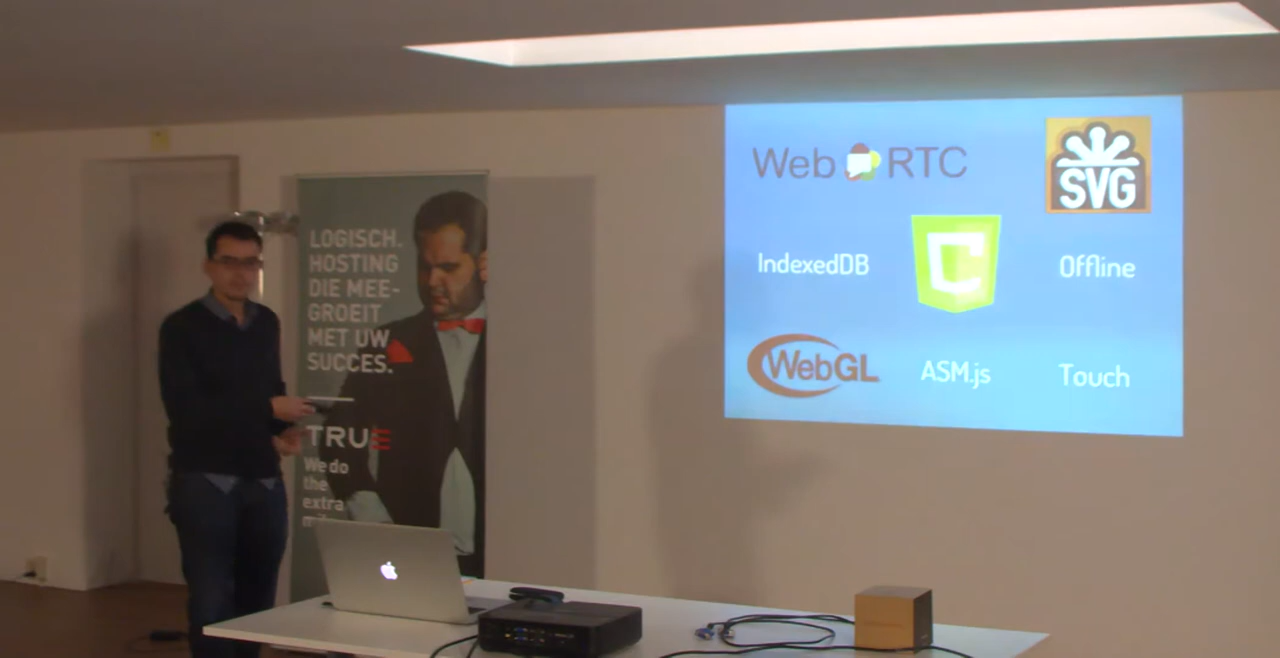 LOGISCH.
HOSTING
DIE MEE-
GROEIT
MET UW
SUCCES.
TRUE
We do
the
extra
Web RTC
SVG
IndexedDB
Offline
WebGL
ASM.js
Touch